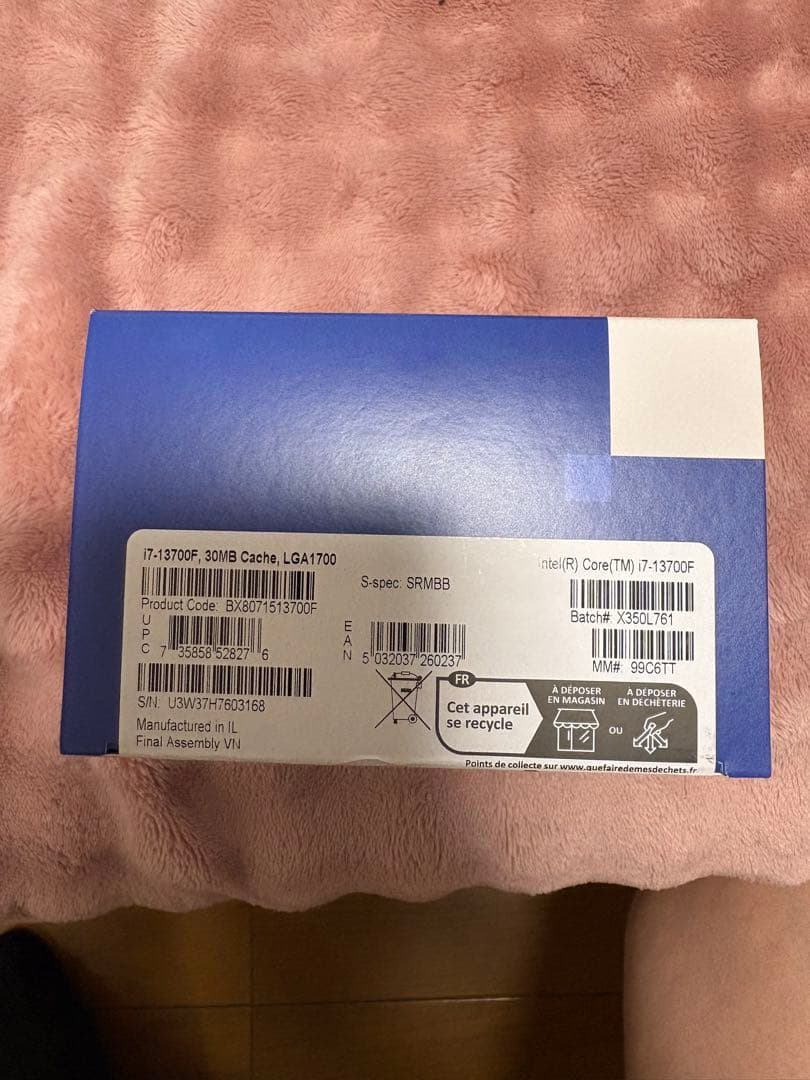 i7-13700F, 30MB Cache, LGA1700
Product Code: BX8071513700F
UPC
7 35858 52827 6
S/N: U3W37H7603168
Manufactured in IL
Final Assembly VN
S-spec: SRMBB
EAN
5 032037 260237
Intel(R) Core(TM) i7-13700F
Batch#: X350L761
MM#: 99C6TT
FR
Cet appareil
se recycle
À DÉPOSER
EN MAGASIN
OU
À DÉPOSER
EN DÉCHÈTERIE
Points de collecte sur www.quefairedemesdechets.fr